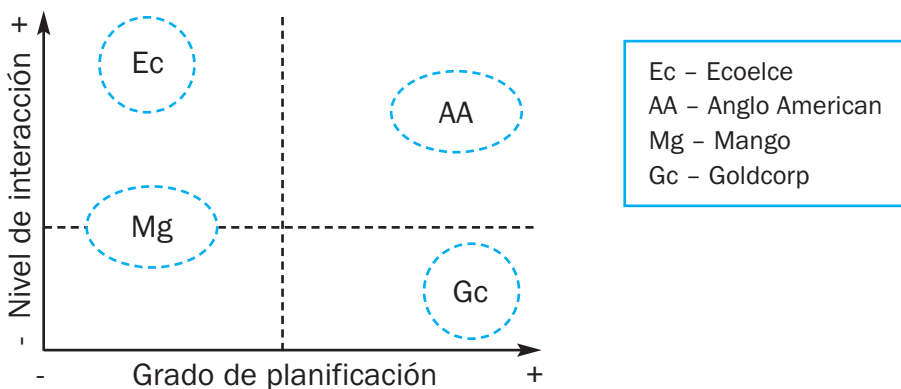 +
Ec
AA
Mg
Gc
- Nivel de interacción
- Grado de planificación +
Ec – Ecoelce
AA – Anglo American
Mg – Mango
Gc – Goldcorp